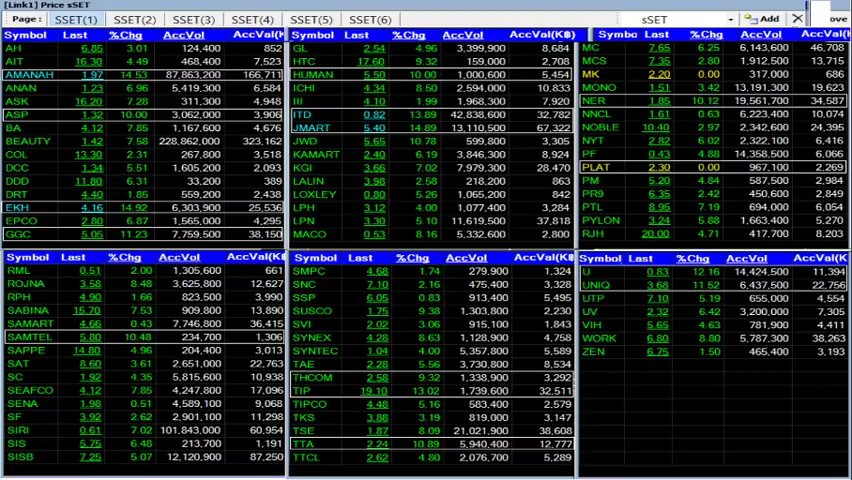 [Link1] Price sSET
Page : SSET(1) SSET(2) SSET(3) SSET(4) SSET(5) SSET(6) sSET Add ove
Symbol Last %Chg AccVol AccVal(K
AH 6.85 3.01 124,400 852
AIT 16.30 4.49 468,400 7,523
AMANAH 1.97 14.53 87,863,200 166,711
ANAN 1.23 6.96 5,419,300 6,584
ASK 16.20 7.28 311,300 4,948
ASP 1.32 10.00 3,062,000 3,906
BA 4.12 7.85 1,167,600 4,676
BEAUTY 1.42 7.58 228,862,000 323,162
COL 13.30 2.31 267,800 3,518
DCC 1.34 5.51 1,605,200 2,093
DDD 11.80 6.31 33,200 389
DRT 4.40 1.85 559,200 2,438
EKH 4.16 14.92 6,303,900 25,536
EPCO 2.80 6.87 1,565,000 4,295
GGC 5.05 11.23 7,759,500 38,150
Symbol Last %Chg AccVol AccVal(K฿)
GL 2.54 4.96 3,399,900 8,684
HTC 17.60 9.32 159,000 2,708
HUMAN 5.50 10.00 1,000,600 5,454
ICHI 4.34 8.50 2,594,000 10,833
III 4.10 1.99 1,968,300 7,920
ITD 0.82 13.89 42,838,600 32,782
JMART 5.40 14.89 13,110,500 67,322
JWD 5.65 10.78 599,800 3,305
KAMART 2.40 6.19 3,846,300 8,924
KGI 3.66 7.02 7,979,300 28,470
LALIN 3.98 2.58 218,200 863
LOXLEY 0.80 5.26 1,065,200 842
LPH 3.12 4.00 1,077,400 3,284
LPN 3.30 5.10 11,619,500 37,818
MACO 0.53 8.16 5,332,600 2,800
Symbo Last %Chg AccVol AccVal(K
MC 7.65 6.25 6,143,600 46,708
MCS 7.35 2.80 1,912,500 13,715
MK 2.20 0.00 317,000 686
MONO 1.51 3.42 13,191,300 19,623
NER 1.85 10.12 19,561,700 34,587
NNCL 1.61 0.63 6,223,400 10,074
NOBLE 10.40 2.97 2,342,600 24,395
NYT 2.82 6.02 2,322,100 6,416
PF 0.43 4.88 14,358,500 6,066
PLAT 2.30 0.00 967,100 2,269
PM 5.20 4.84 587,500 2,984
PR9 6.35 2.42 450,600 2,849
PTL 8.95 7.19 694,000 6,054
PYLON 3.24 5.88 1,663,400 5,270
RJH 20.00 4.71 417,700 8,203
Symbol Last %Chg AccVol AccVal(K
RML 0.51 2.00 1,305,600 661
ROJNA 3.58 8.48 3,625,800 12,627
RPH 4.90 1.66 823,500 3,990
SABINA 15.70 7.53 909,800 13,890
SAMART 4.66 0.43 7,746,800 36,415
SAMTEL 5.80 10.48 234,700 1,306
SAPPE 14.80 4.96 204,400 3,013
SAT 8.60 3.61 2,651,000 22,763
SC 1.92 4.35 5,815,600 10,938
SEAFCO 4.12 7.85 4,247,800 17,096
SENA 1.98 0.51 4,589,100 9,068
SF 3.92 2.62 2,901,100 11,298
SIRI 0.61 7.02 101,843,000 60,954
SIS 5.75 6.48 213,700 1,191
SISB 7.25 5.07 12,120,900 87,250
Symbol Last %Chg AccVol AccVal(K
SMPC 4.68 1.74 279,900 1,324
SNC 7.10 2.16 475,400 3,328
SSP 6.05 0.83 913,400 5,495
SUSCO 1.75 9.38 1,303,800 2,230
SVI 2.02 3.06 915,100 1,843
SYNEX 4.28 8.63 1,128,900 4,758
SYNTEC 1.04 4.00 5,357,800 5,589
TAE 2.28 5.56 3,730,800 8,534
THCOM 2.58 9.32 1,338,900 3,292
TIP 19.10 13.02 1,739,600 32,511
TIPCO 4.48 5.16 583,400 2,579
TKS 3.88 3.19 819,000 3,147
TSE 1.87 8.09 21,021,900 38,608
TTA 2.24 10.89 5,940,400 12,777
TTCL 2.62 4.80 2,076,700 5,289
Symbol Last %Chg AccVol AccVal(K
U 0.83 12.16 14,424,500 11,394
UNIQ 3.68 11.52 6,437,500 22,756
UTP 7.10 5.19 655,000 4,554
UV 2.32 6.42 3,200,000 7,305
VIH 5.65 4.63 781,900 4,411
WORK 6.80 8.80 5,787,300 38,263
ZEN 6.75 1.50 465,400 3,193